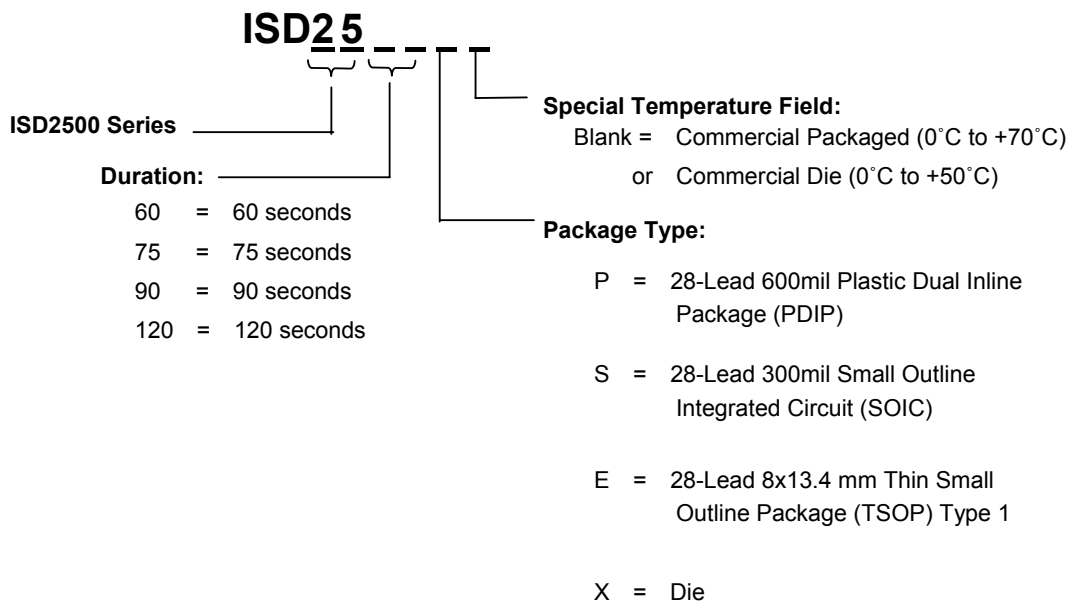 ISD25
ISD2500 Series
Duration:
60 = 60 seconds
75 = 75 seconds
90 = 90 seconds
120 = 120 seconds
Special Temperature Field:
Blank = Commercial Packaged (0˚C to +70˚C)
or Commercial Die (0˚C to +50˚C)
Package Type:
P = 28-Lead 600mil Plastic Dual Inline
Package (PDIP)
S = 28-Lead 300mil Small Outline
Integrated Circuit (SOIC)
E = 28-Lead 8x13.4 mm Thin Small
Outline Package (TSOP) Type 1
X = Die